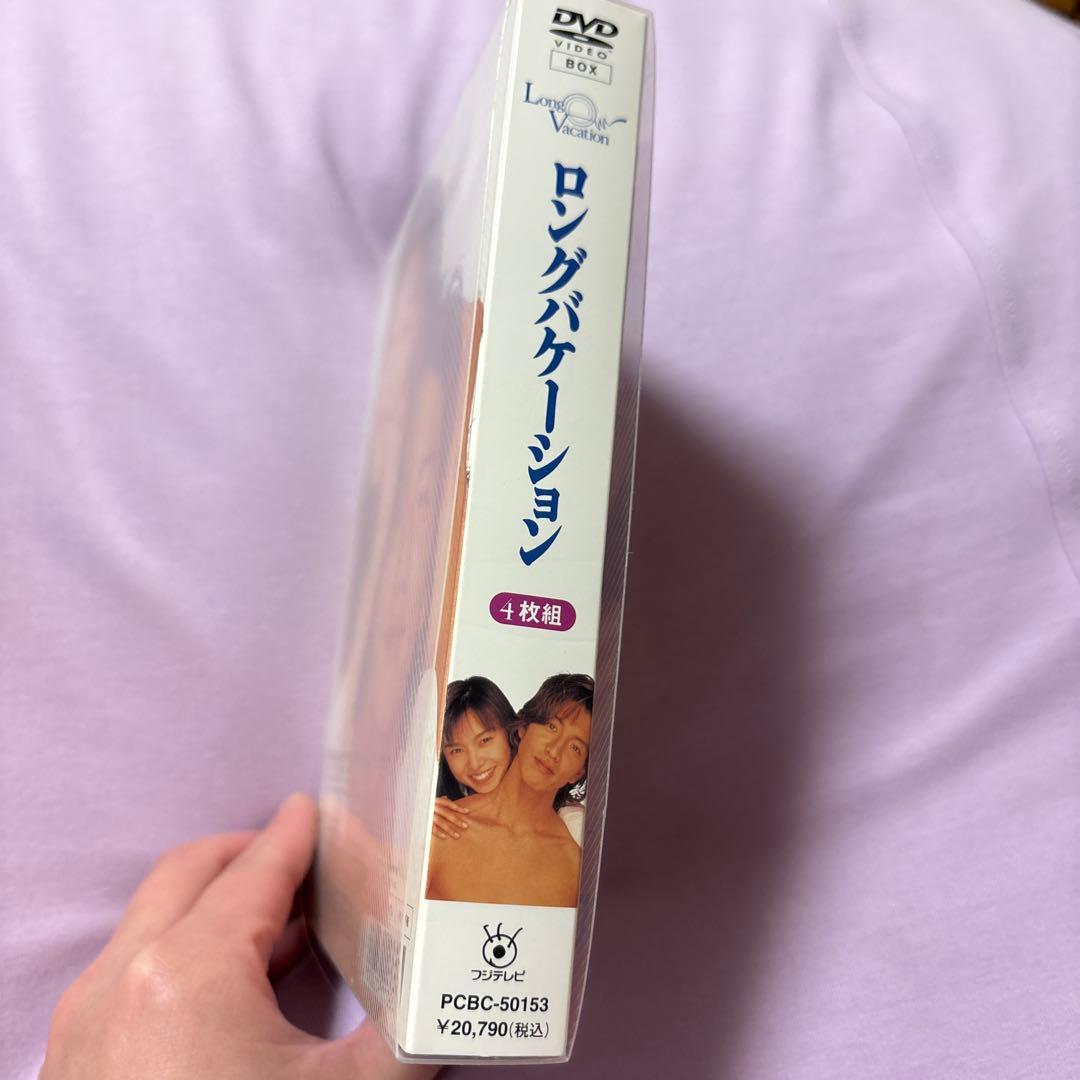 DVD
VIDEO
BOX
Long
Vacation
ロングバケーション
4枚組
フジテレビ
PCBC-50153
¥20,790(税込)